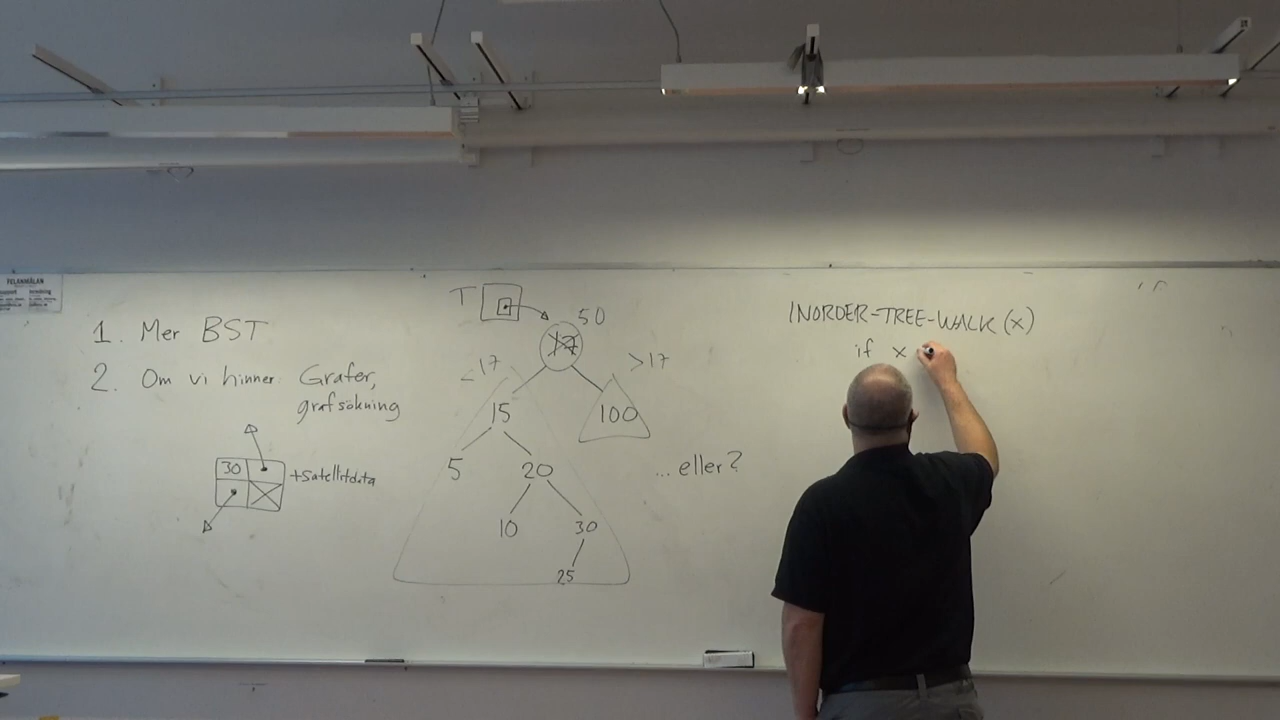 FELANMÄLAN
1. Mer BST
2. Om vi hinner: Grafer,
grafsökning
30
+satellitdata
T
50
17
<17
>17
15
100
5
20
10
30
25
...eller?
INORDER-TREE-WALK (x)
if x